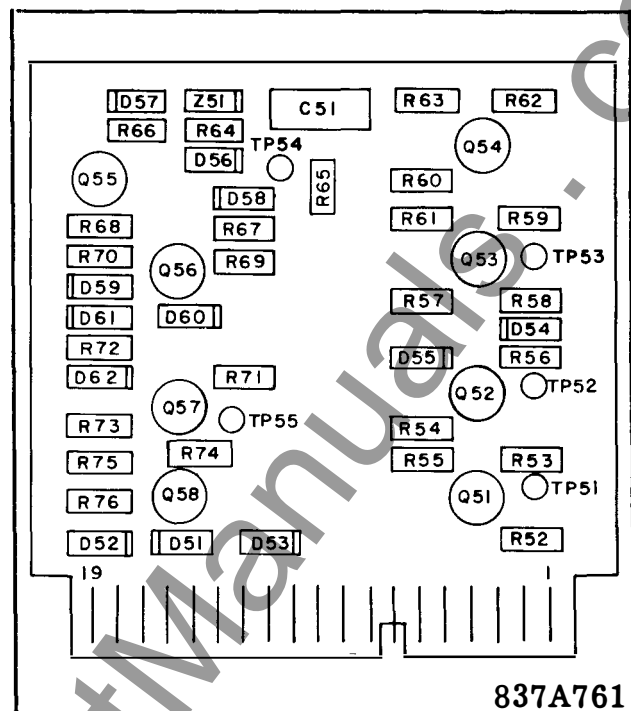 D57 Z51 C51 R63 R62
R66 R64 TP54 Q54
D56
Q55 R65 R60
D58
R68 R67 R61 R59
R70 Q56 R69 Q53 TP53
D59
D61 D60 R57 R58
D54
R72 D55 R56
D62 R71 Q52 TP52
Q57 TP55
R73 R54
R74
R75 R55 R53
R76 Q58 Q51 TP51
D52 D51 D53 R52
19 1
837A761
tManuals.co